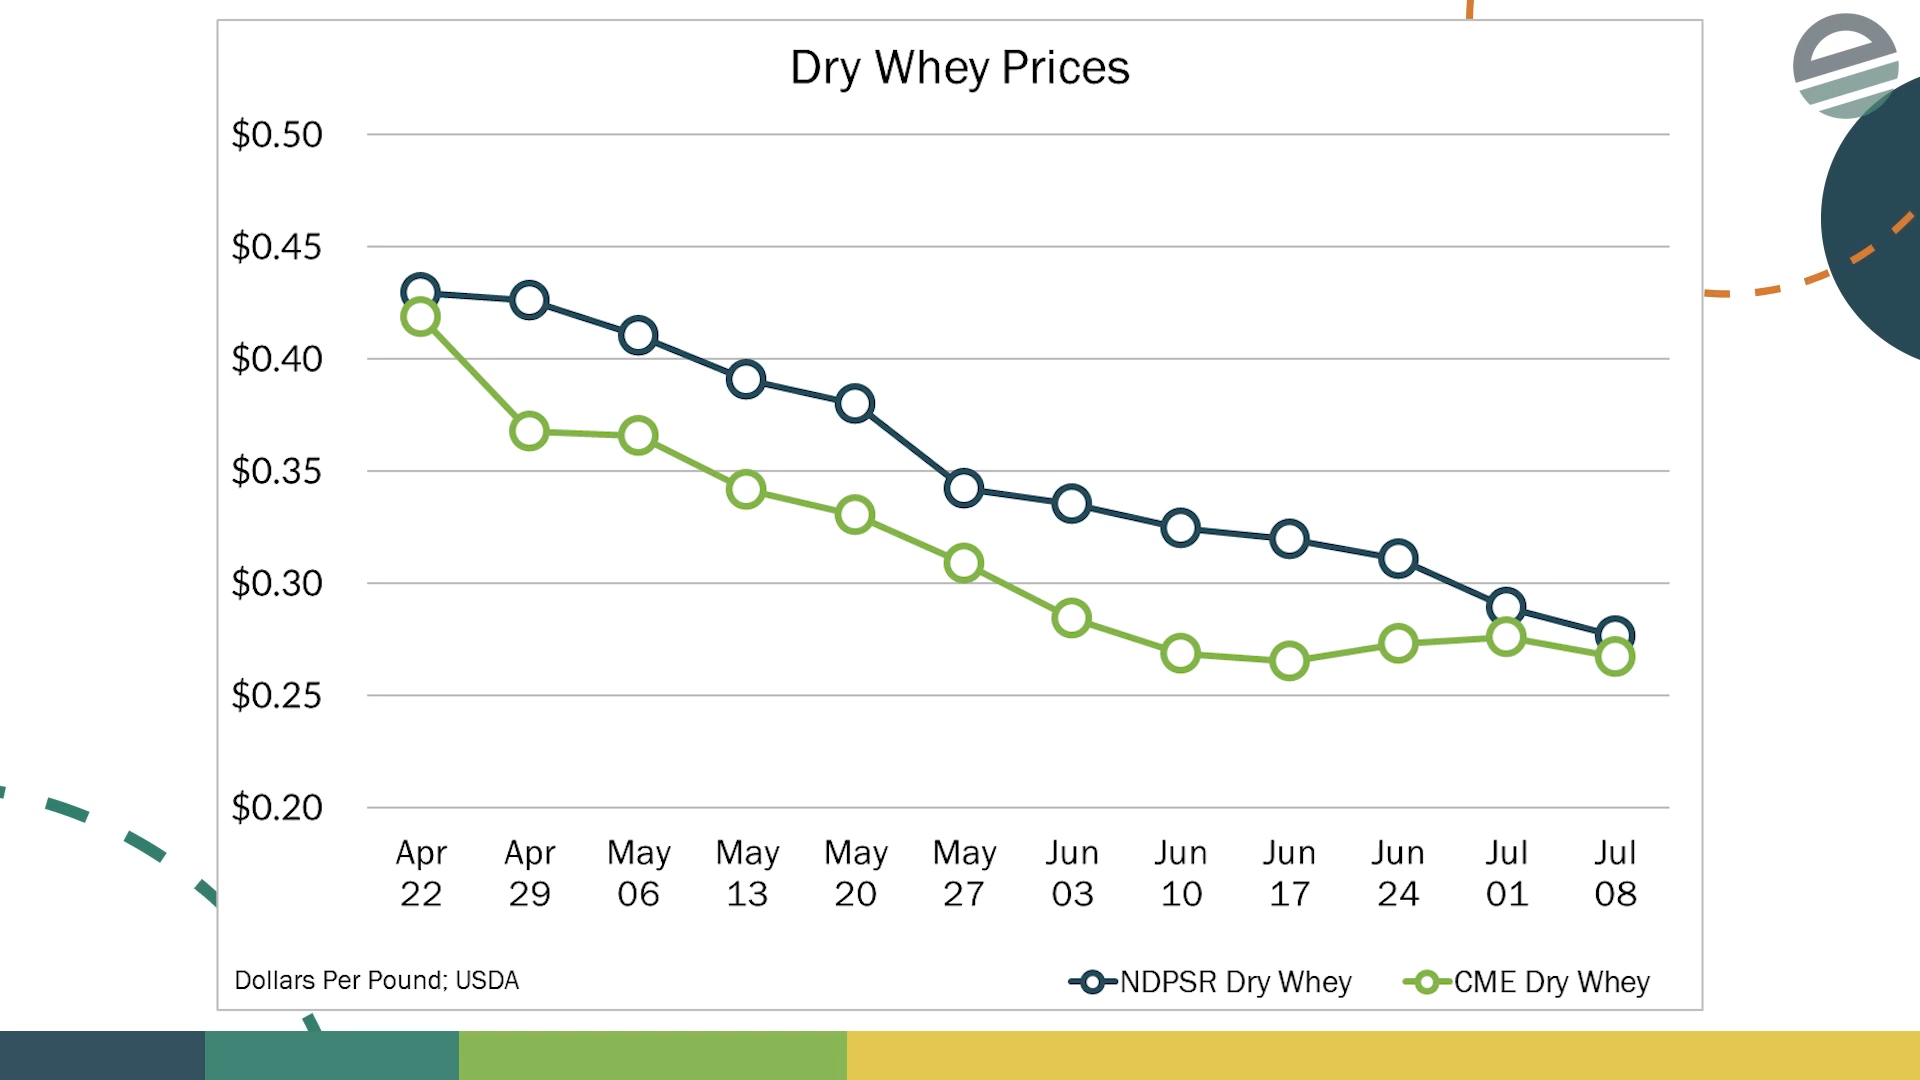 Dry Whey Prices
$0.50
$0.45
$0.40
$0.35
$0.30
$0.25
$0.20
Apr 22
Apr 29
May 06
May 13
May 20
May 27
Jun 03
Jun 10
Jun 17
Jun 24
Jul 01
Jul 08
Dollars Per Pound; USDA
NDPSR Dry Whey
CME Dry Whey